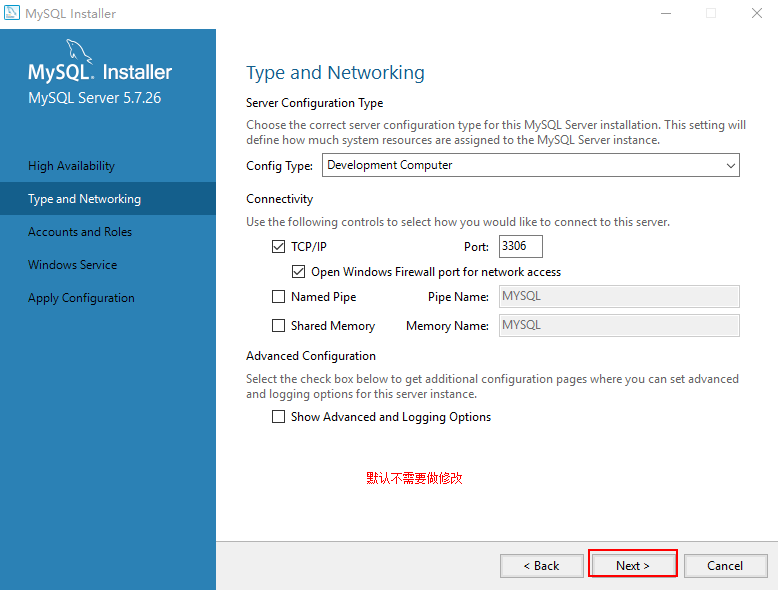 MySQL Installer
MySQL. Installer
MySQL Server 5.7.26
High Availability
Type and Networking
Accounts and Roles
Windows Service
Apply Configuration
Type and Networking
Server Configuration Type
Choose the correct server configuration type for this MySQL Server installation. This setting will
define how much system resources are assigned to the MySQL Server instance.
Config Type: Development Computer
Connectivity
Use the following controls to select how you would like to connect to this server.
TCP/IP Port: 3306
Open Windows Firewall port for network access
Named Pipe Pipe Name: MYSQL
Shared Memory Memory Name: MYSQL
Advanced Configuration
Select the check box below to get additional configuration pages where you can set advanced
and logging options for this server instance.
Show Advanced and Logging Options
默认不需要做修改
< Back Next > Cancel